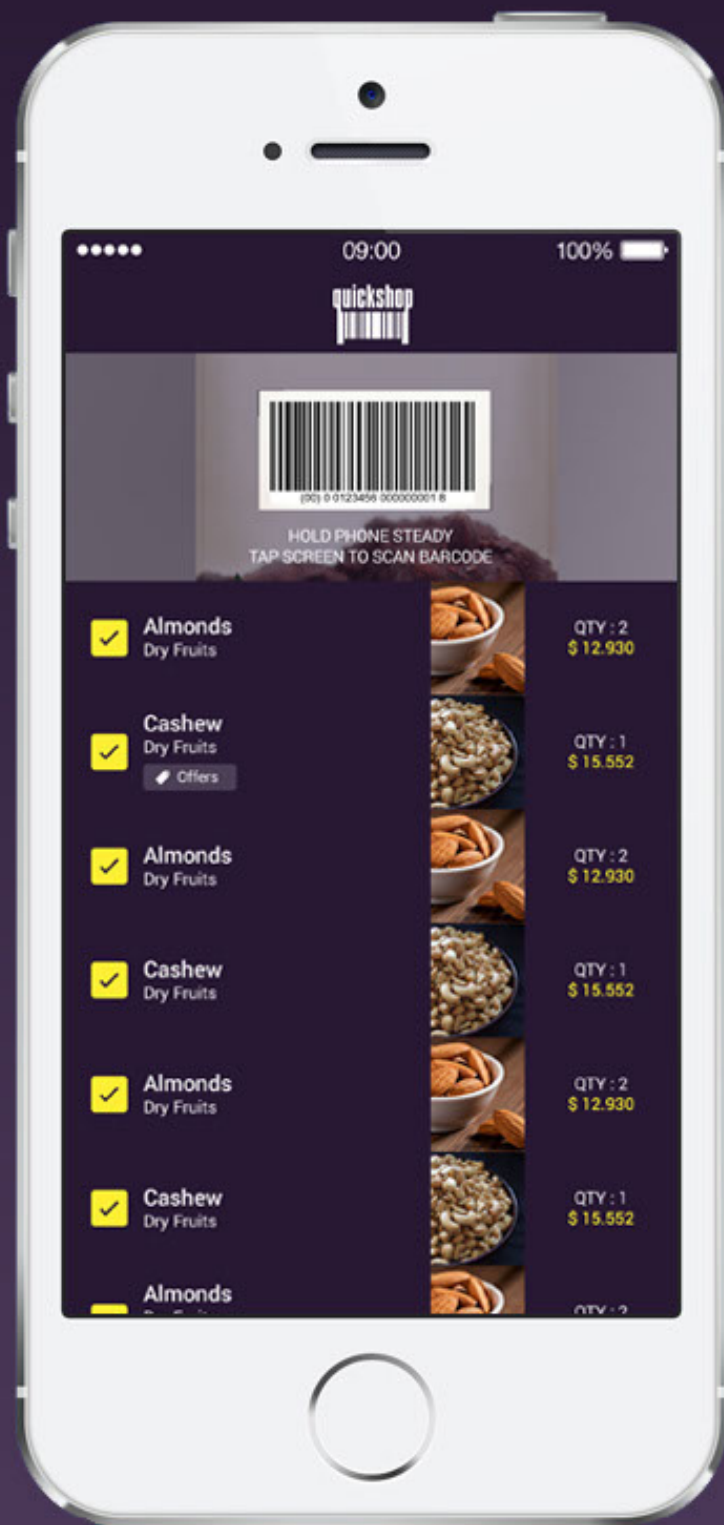 09:00
100%
quickshop
(00) 0 0123456 000000001 8
HOLD PHONE STEADY
TAP SCREEN TO SCAN BARCODE
Almonds
Dry Fruits
QTY : 2
$ 12.930
Cashew
Dry Fruits
Offers
QTY : 1
$ 15.552
Almonds
Dry Fruits
QTY : 2
$ 12.930
Cashew
Dry Fruits
QTY : 1
$ 15.552
Almonds
Dry Fruits
QTY : 2
$ 12.930
Cashew
Dry Fruits
QTY : 1
$ 15.552
Almonds
QTY : 2